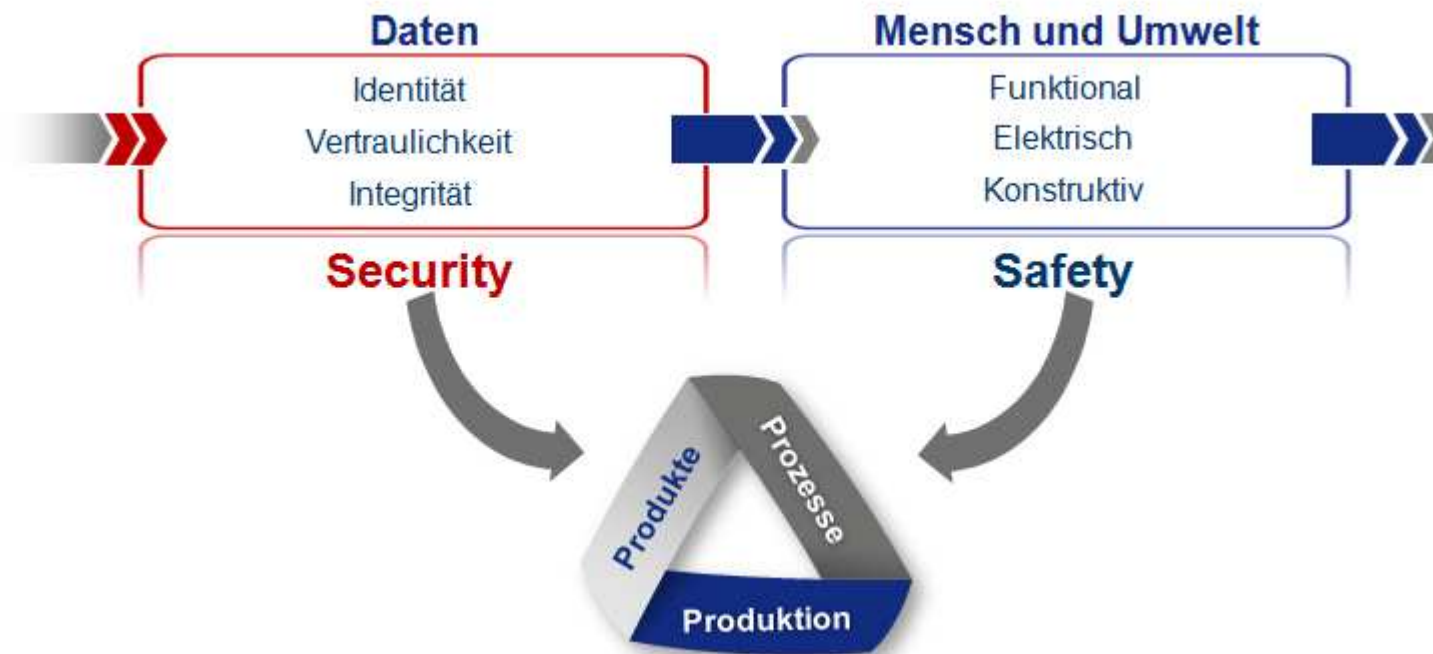 Daten
Identität
Vertraulichkeit
Integrität
Security
Mensch und Umwelt
Funktional
Elektrisch
Konstruktiv
Safety
Produkte
Prozesse
Produktion